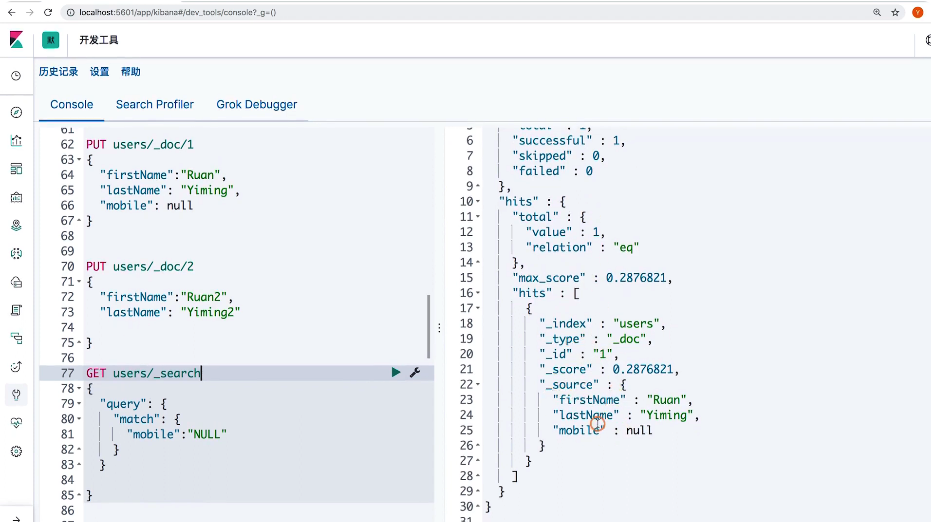 localhost:5601/app/kibana#/dev_tools/console?_g=()
Y
默 开发工具
历史记录 设置 帮助
Console Search Profiler Grok Debugger
61
62 PUT users/_doc/1
63 {
64 "firstName":"Ruan",
65 "lastName": "Yiming",
66 "mobile": null
67 }
68
69
70 PUT users/_doc/2
71 {
72 "firstName":"Ruan2",
73 "lastName": "Yiming2"
74
75 }
76
77 GET users/_search
78 {
79 "query": {
80 "match": {
81 "mobile":"NULL"
82 }
83 }
84
85 }
86
5 "total" : 1,
6 "successful" : 1,
7 "skipped" : 0,
8 "failed" : 0
9 },
10 "hits" : {
11 "total" : {
12 "value" : 1,
13 "relation" : "eq"
14 },
15 "max_score" : 0.2876821,
16 "hits" : [
17 {
18 "_index" : "users",
19 "_type" : "_doc",
20 "_id" : "1",
21 "_score" : 0.2876821,
22 "_source" : {
23 "firstName" : "Ruan",
24 "lastName" : "Yiming",
25 "mobile" : null
26 }
27 }
28 ]
29 }
30 }
31